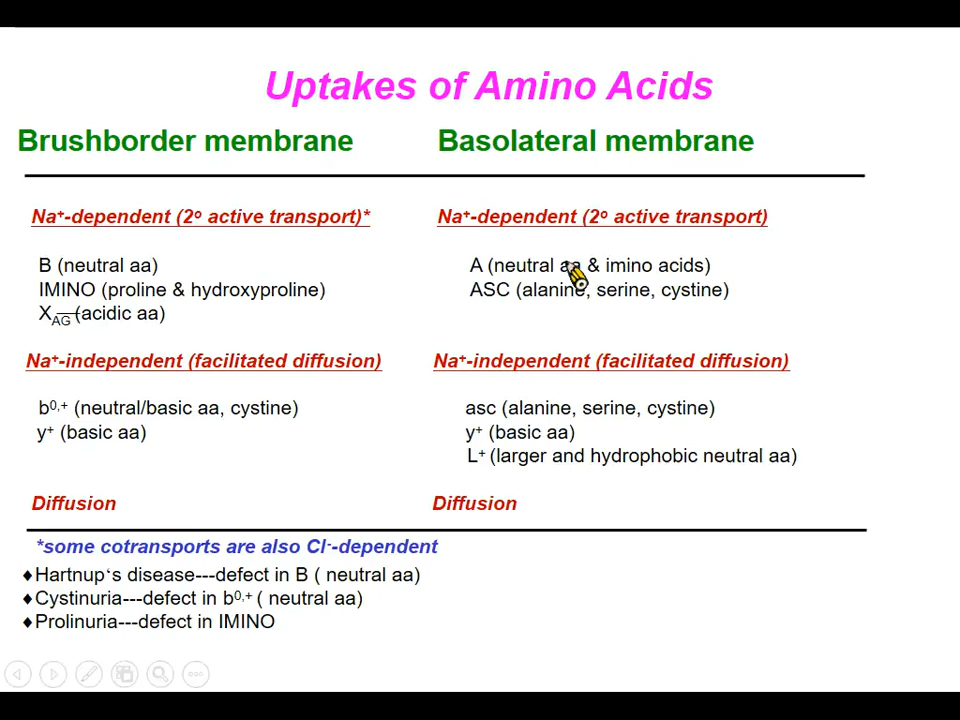 Uptakes of Amino Acids
Brushborder membrane
Basolateral membrane
Na⁺-dependent (2º active transport)*
Na⁺-dependent (2º active transport)
B (neutral aa)
IMINO (proline & hydroxyproline)
X_AG⁻ (acidic aa)
A (neutral aa & imino acids)
ASC (alanine, serine, cystine)
Na⁺-independent (facilitated diffusion)
Na⁺-independent (facilitated diffusion)
b⁰,⁺ (neutral/basic aa, cystine)
y⁺ (basic aa)
asc (alanine, serine, cystine)
y⁺ (basic aa)
L⁺ (larger and hydrophobic neutral aa)
Diffusion
Diffusion
*some cotransports are also Cl⁻-dependent
♦Hartnup‘s disease---defect in B ( neutral aa)
♦Cystinuria---defect in b⁰,⁺ ( neutral aa)
♦Prolinuria---defect in IMINO